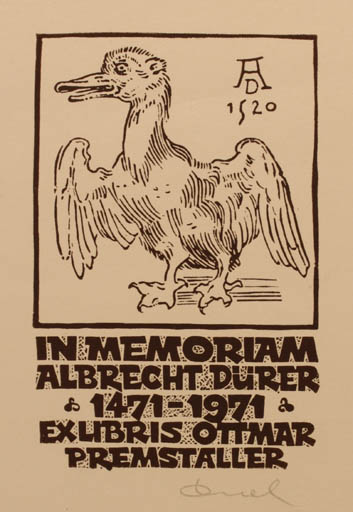 AD
1520
IN MEMORIAM
ALBRECHT DÜRER
1471-1971
EXLIBRIS OTTMAR
PREMSTALLER